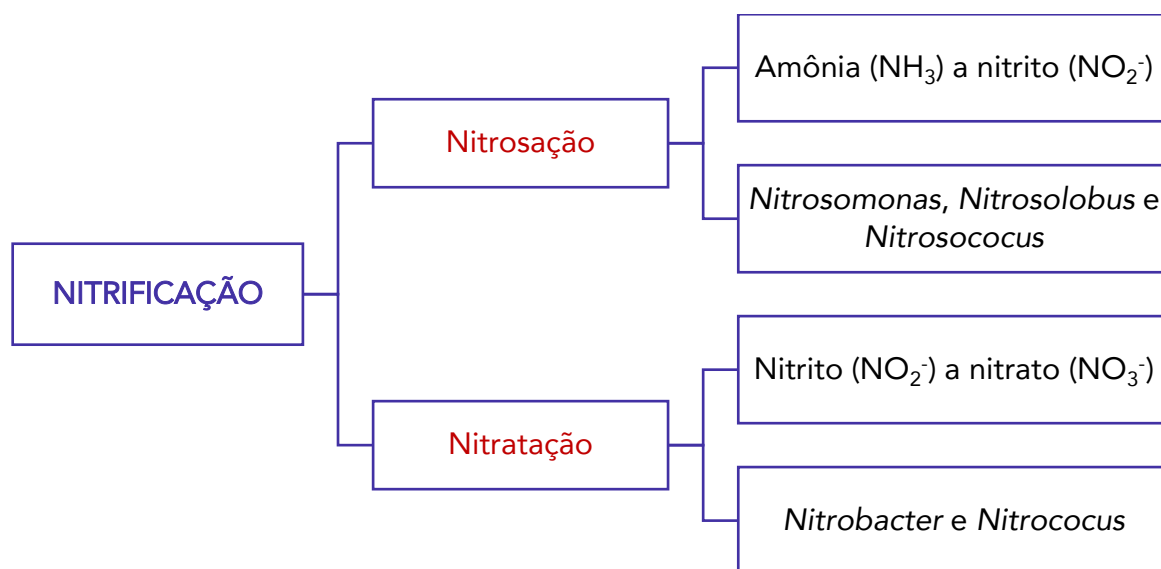 Amônia (NH₃) a nitrito (NO₂⁻)
Nitrosação
Nitrosomonas, Nitrosolobus e
Nitrosococus
NITRIFICAÇÃO
Nitrito (NO₂⁻) a nitrato (NO₃⁻)
Nitratação
Nitrobacter e Nitrococus